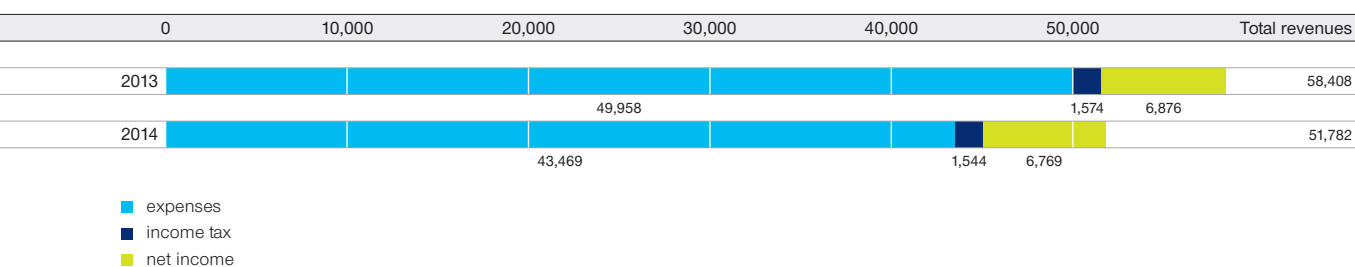 0 10,000 20,000 30,000 40,000 50,000 Total revenues
2013 58,408
49,958 1,574 6,876
2014 51,782
43,469 1,544 6,769
expenses
income tax
net income